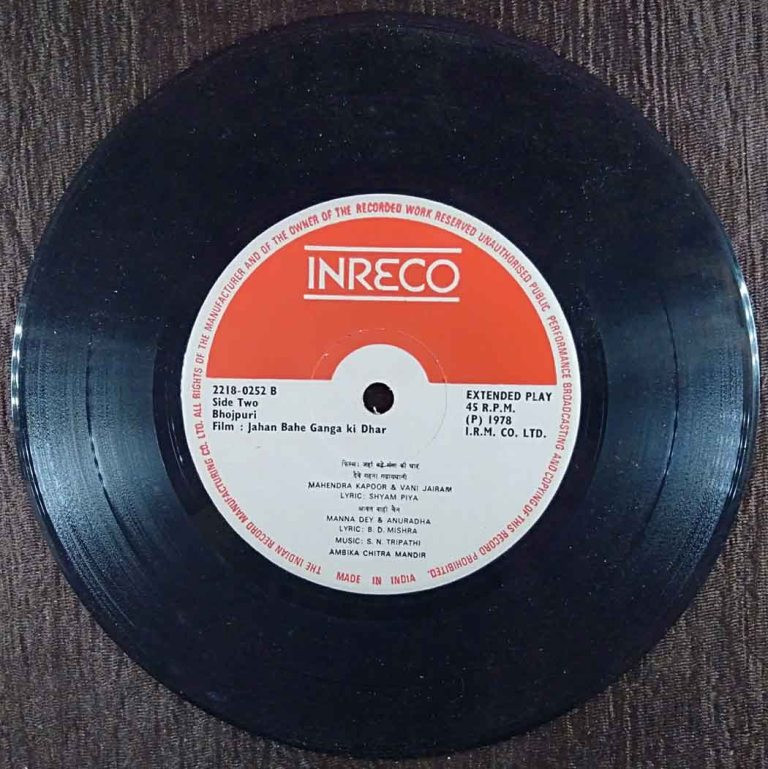 THE INDIAN RECORD MANUFACTURING CO. LTD. ALL RIGHTS OF THE MANUFACTURER AND OF THE OWNER OF THE RECORDED WORK RESERVED UNAUTHORISED PUBLIC PERFORMANCE BROADCASTING AND COPYING OF THIS RECORD PROHIBITED.
INRECO
2218-0252 B
Side Two
Bhojpuri
Film : Jahan Bahe Ganga ki Dhar
EXTENDED PLAY
45 R.P.M.
(P) 1978
I.R.M. CO. LTD.
फिल्म: जहाँ बहे गंगा की धार
MAHENDRA KAPOOR & VANI JAIRAM
LYRIC: SHYAM PIYA
MANNA DEY & ANURADHA
LYRIC: B. D. MISHRA
MUSIC: S. N. TRIPATHI
AMBIKA CHITRA MANDIR
MADE IN INDIA